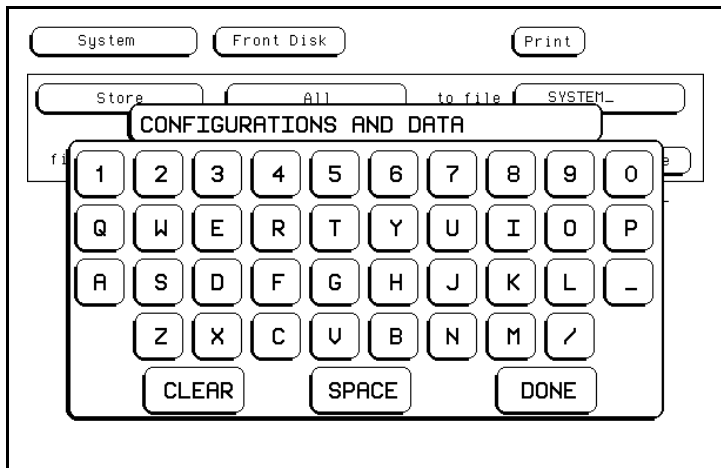 System Front Disk Print
Store All to file SYSTEM_
CONFIGURATIONS AND DATA
1 2 3 4 5 6 7 8 9 0
Q W E R T Y U I O P
A S D F G H J K L _
Z X C V B N M /
CLEAR SPACE DONE